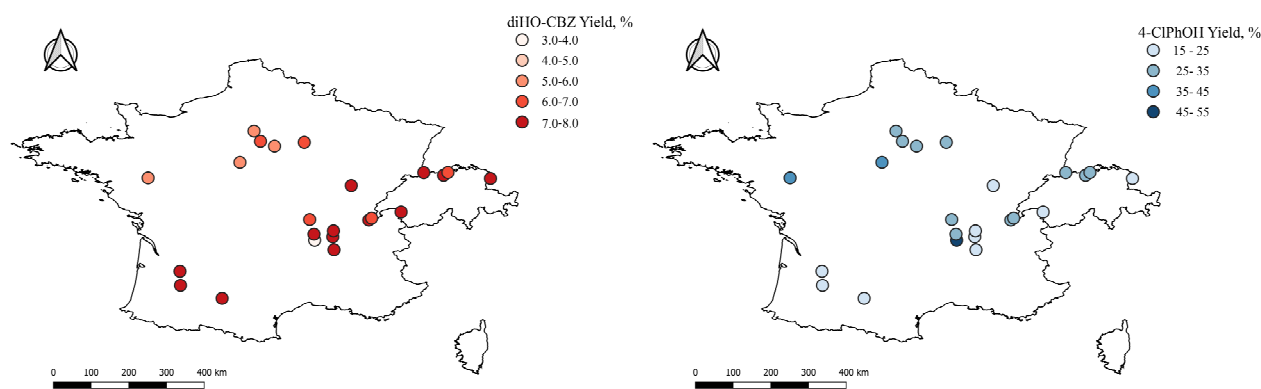 diHO-CBZ Yield, %
3.0-4.0
4.0-5.0
5.0-6.0
6.0-7.0
7.0-8.0
0 100 200 300 400 km
4-ClPhOH Yield, %
15 - 25
25- 35
35- 45
45- 55
0 100 200 300 400 km